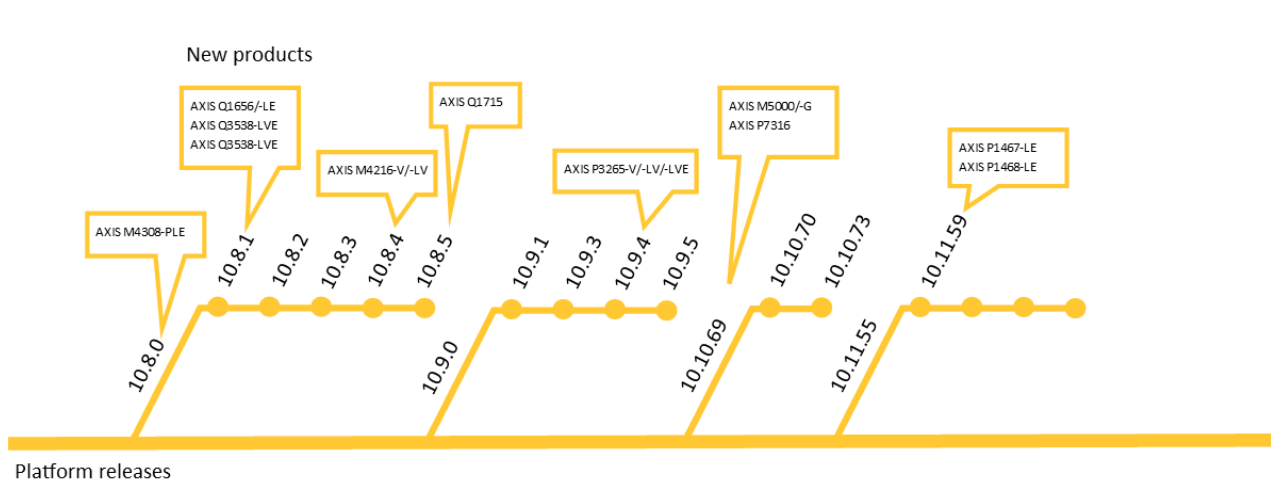 New products
AXIS Q1656/-LE
AXIS Q3538-LVE
AXIS Q3538-LVE
AXIS Q1715
AXIS M5000/-G
AXIS P7316
AXIS M4216-V/-LV
AXIS P3265-V/-LV/-LVE
AXIS P1467-LE
AXIS P1468-LE
AXIS M4308-PLE
10.8.0
10.8.1
10.8.2
10.8.3
10.8.4
10.8.5
10.9.0
10.9.1
10.9.3
10.9.4
10.9.5
10.10.69
10.10.70
10.10.73
10.11.55
10.11.59
Platform releases